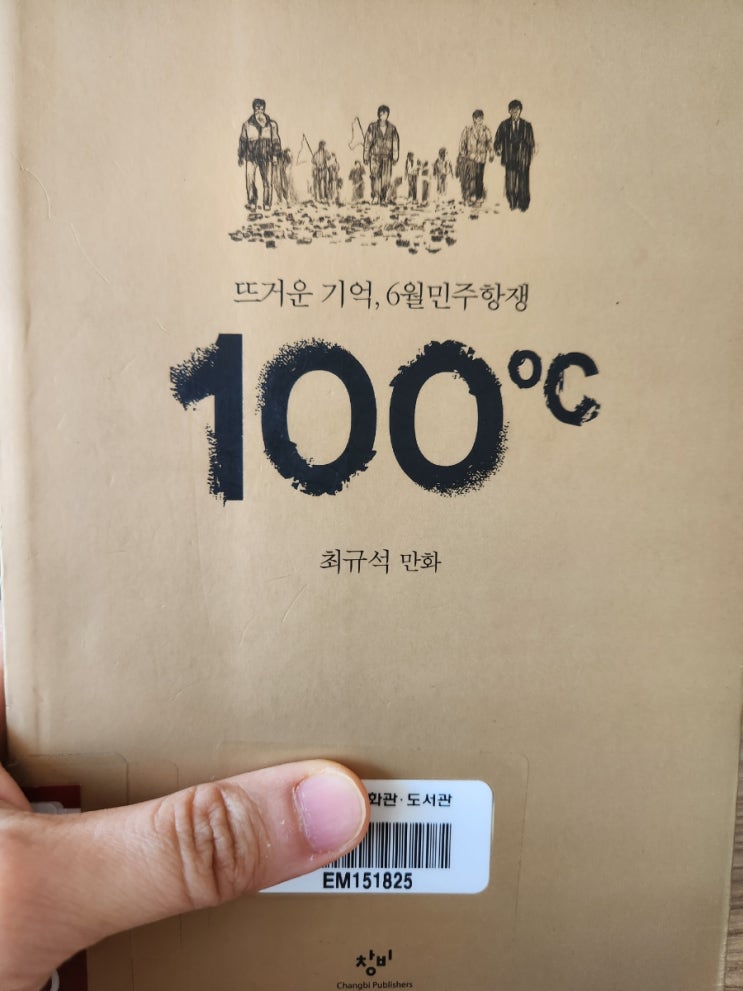 뜨거운 기억, 6월민주항쟁
100℃
최규석 만화
화관·도서관
EM151825
창비
Changbi Publishers